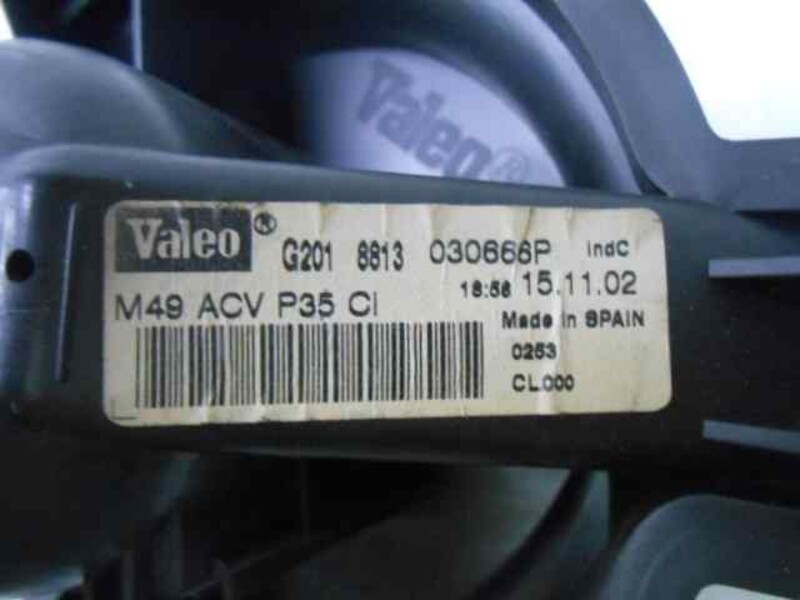 Valeo®
Valeo® G201 8813 030666P indC
M49 ACV P35 CI 18:56 15.11.02
Made in SPAIN
0253
CL000